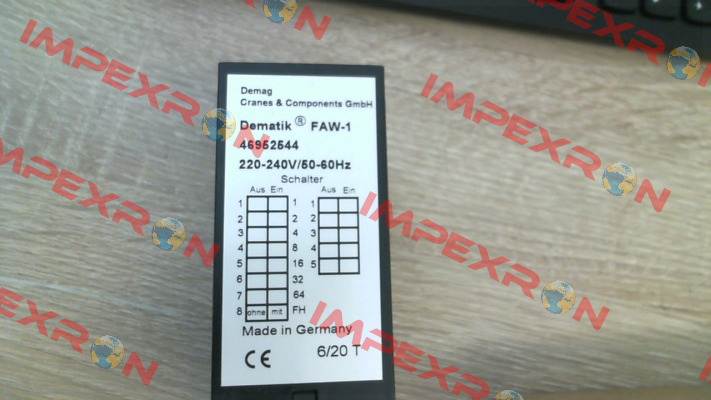 Demag
Cranes & Components GmbH
Dematik® FAW-1
46952544
220-240V/50-60Hz
Schalter
Aus Ein Aus Ein
1 1 1
2 2 2
3 4 3
4 8 4
5 16 5
6 32
7 64
8 ohne mit FH
Made in Germany
CE 6/20 T
IMPEXRON
IMPEXRON
IMPEXRON
IMPEXRON
IMPEXRON
IMPEXRON
IMPEXRON